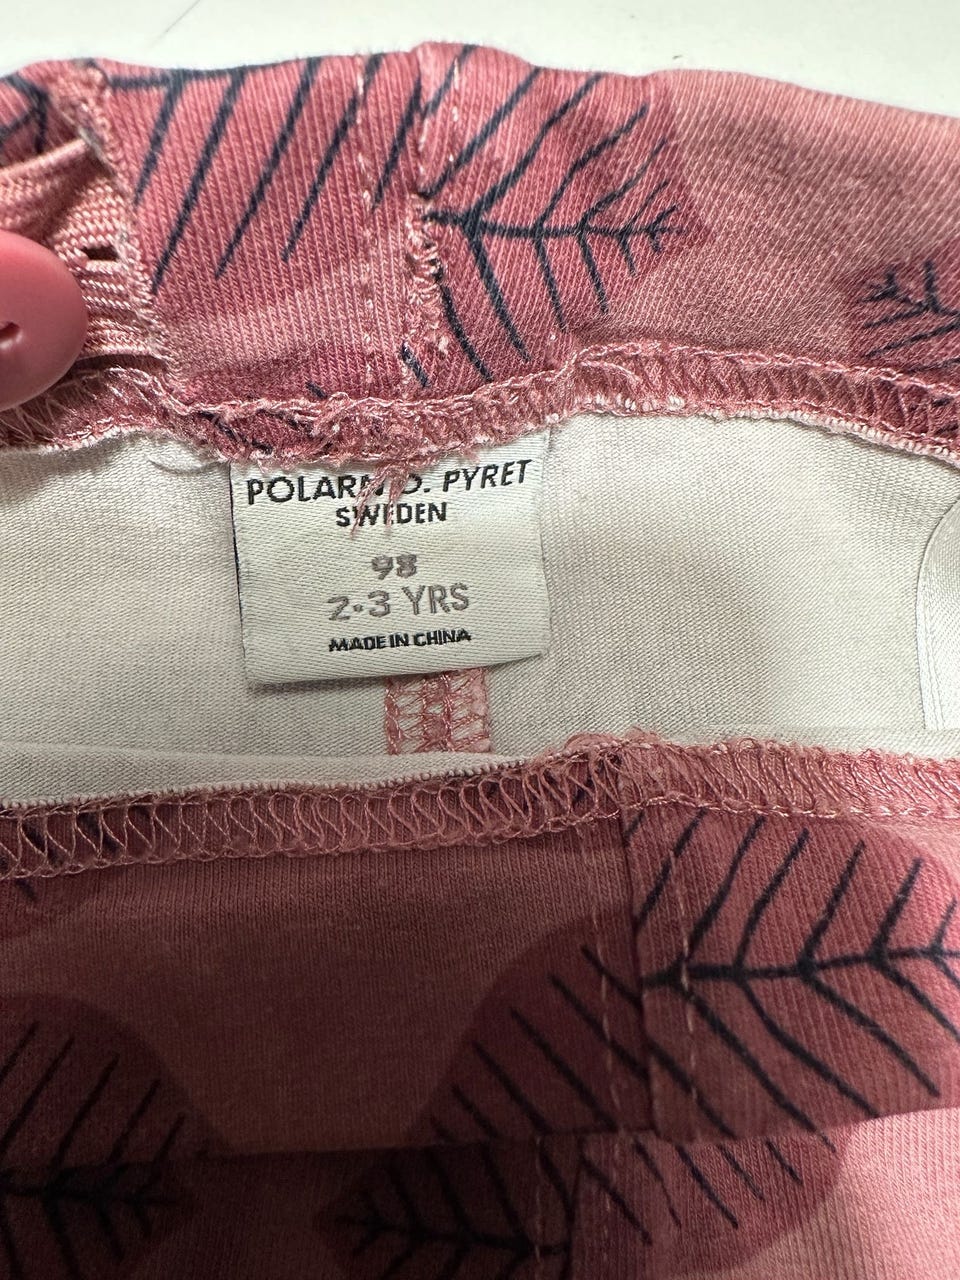 POLARN O. PYRET
SWEDEN
98
2-3 YRS
MADE IN CHINA